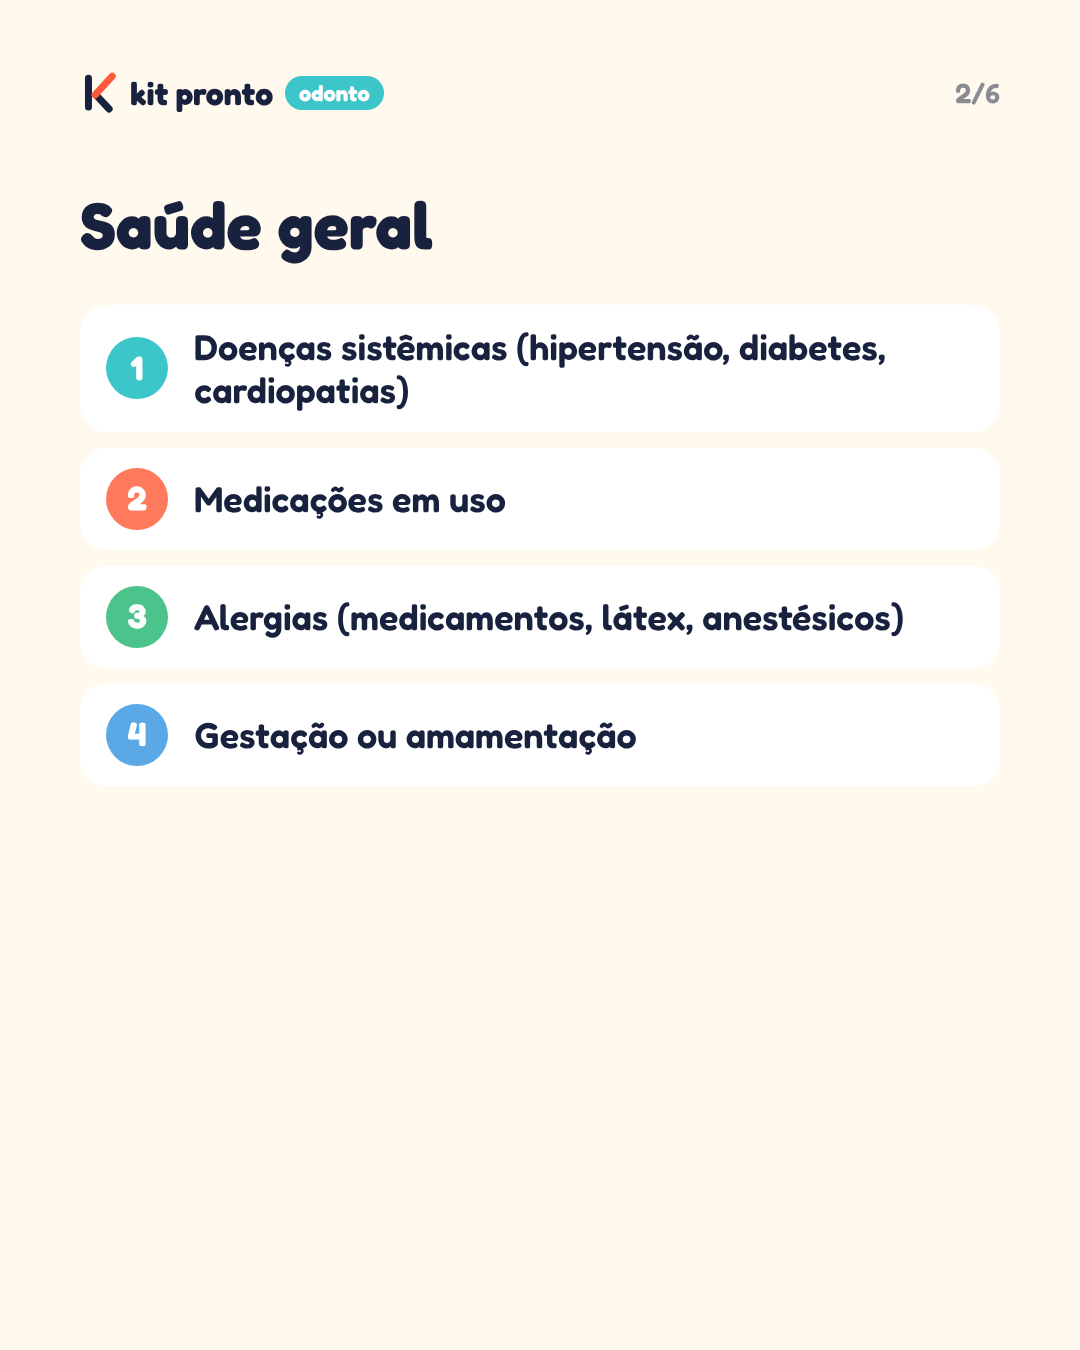 kit pronto odonto 2/6
Saúde geral
1 Doenças sistêmicas (hipertensão, diabetes,
cardiopatias)
2 Medicações em uso
3 Alergias (medicamentos, látex, anestésicos)
4 Gestação ou amamentação